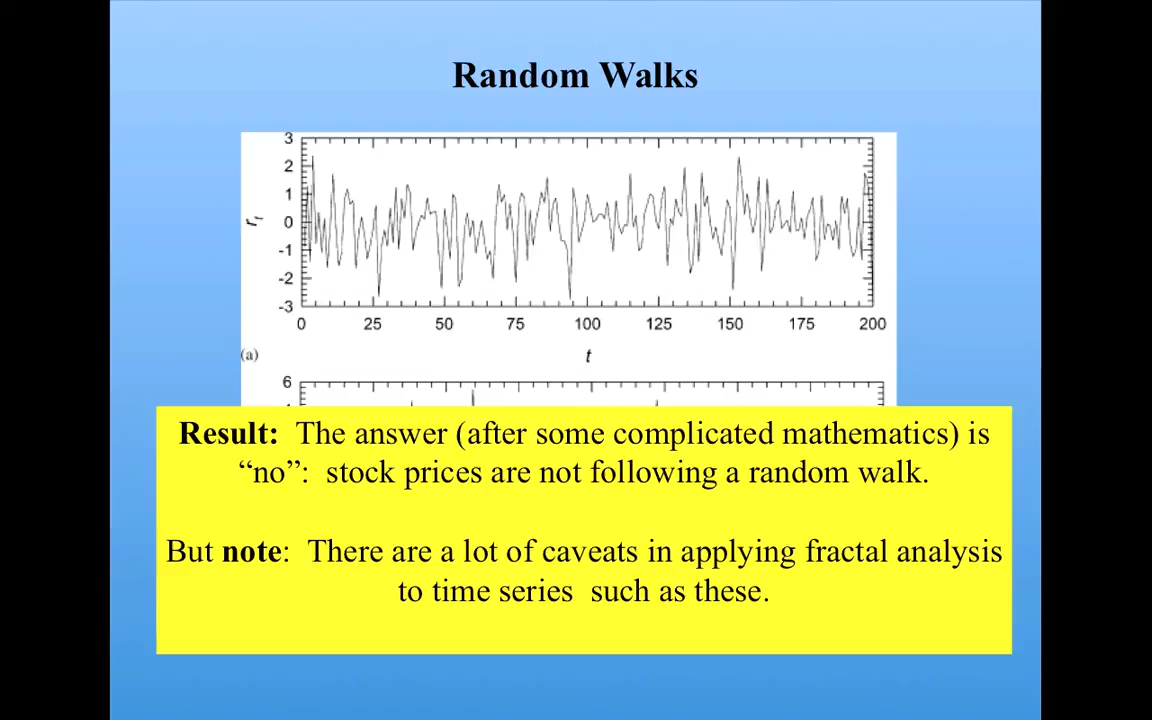 Random Walks
3
2
1
0
-1
-2
-3
r_t
0 25 50 75 100 125 150 175 200
(a)
t
6
Result: The answer (after some complicated mathematics) is
“no”: stock prices are not following a random walk.
But note: There are a lot of caveats in applying fractal analysis
to time series such as these.